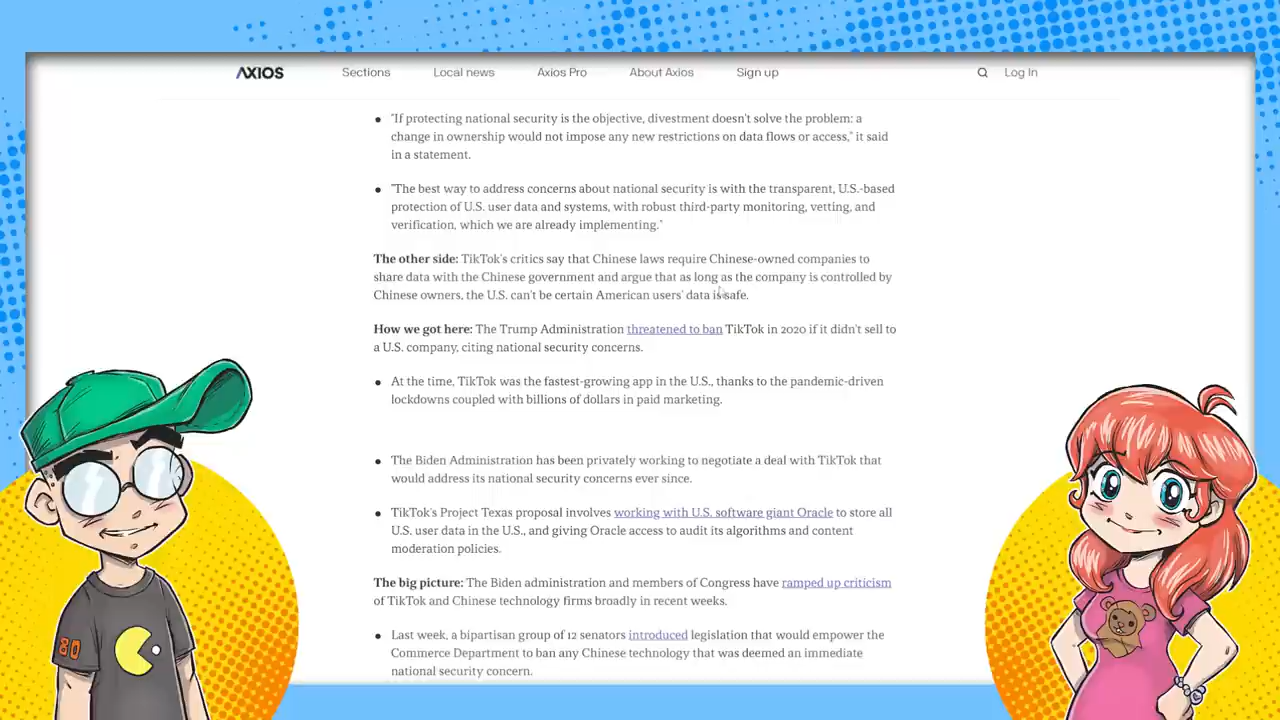 AXIOS Sections Local news Axios Pro About Axios Sign up Log In
• "If protecting national security is the objective, divestment doesn't solve the problem: a
change in ownership would not impose any new restrictions on data flows or access," it said
in a statement.
• "The best way to address concerns about national security is with the transparent, U.S.-based
protection of U.S. user data and systems, with robust third-party monitoring, vetting, and
verification, which we are already implementing."
The other side: TikTok's critics say that Chinese laws require Chinese-owned companies to
share data with the Chinese government and argue that as long as the company is controlled by
Chinese owners, the U.S. can't be certain American users' data is safe.
How we got here: The Trump Administration threatened to ban TikTok in 2020 if it didn't sell to
a U.S. company, citing national security concerns.
• At the time, TikTok was the fastest-growing app in the U.S., thanks to the pandemic-driven
lockdowns coupled with billions of dollars in paid marketing.
• The Biden Administration has been privately working to negotiate a deal with TikTok that
would address its national security concerns ever since.
• TikTok's Project Texas proposal involves working with U.S. software giant Oracle to store all
U.S. user data in the U.S., and giving Oracle access to audit its algorithms and content
moderation policies.
The big picture: The Biden administration and members of Congress have ramped up criticism
of TikTok and Chinese technology firms broadly in recent weeks.
• Last week, a bipartisan group of 12 senators introduced legislation that would empower the
Commerce Department to ban any Chinese technology that was deemed an immediate
national security concern.
80